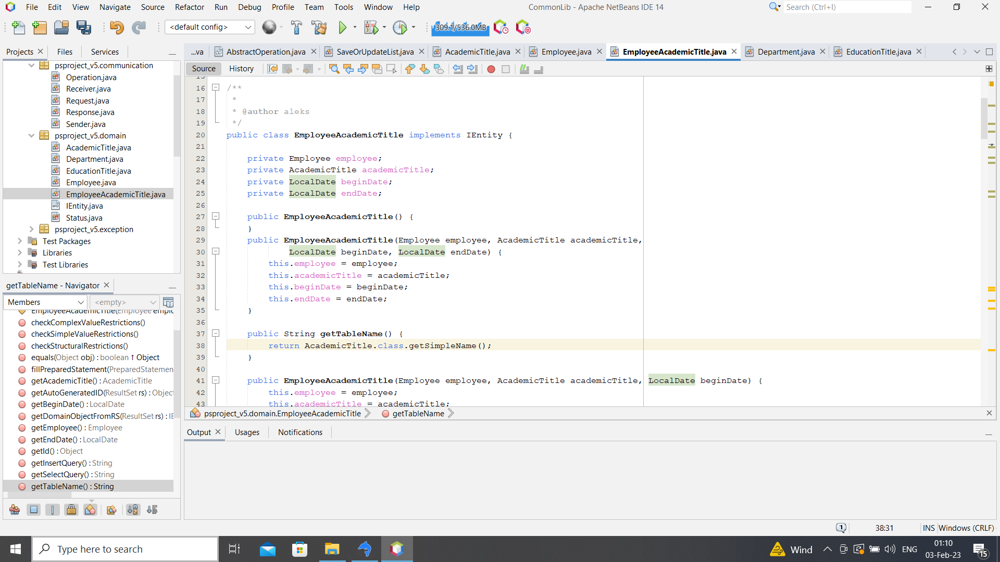 File Edit View Navigate Source Refactor Run Debug Profile Team Tools Window Help
CommonLib - Apache NetBeans IDE 14
Search (Ctrl+I)
<default config>
309.1/536.0MB
Projects Files Services
...va AbstractOperation.java SaveOrUpdateList.java AcademicTitle.java Employee.java EmployeeAcademicTitle.java Department.java EducationTitle.java
psproject_v5.communication
Operation.java
Receiver.java
Request.java
Response.java
Sender.java
psproject_v5.domain
AcademicTitle.java
Department.java
EducationTitle.java
Employee.java
EmployeeAcademicTitle.java
IEntity.java
Status.java
psproject_v5.exception
Test Packages
Libraries
Test Libraries
getTableName - Navigator
Members <empty>
EmployeeAcademicTitle(Employee emplo
checkComplexValueRestrictions()
checkSimpleValueRestrictions()
checkStructuralRestrictions()
equals(Object obj) : boolean ↑ Object
fillPreparedStatement(PreparedStatemen
getAcademicTitle() : AcademicTitle
getAutoGeneratedID(ResultSet rs) : Object
getBeginDate() : LocalDate
getDomainObjectFromRS(ResultSet rs) : IE
getEmployee() : Employee
getEndDate() : LocalDate
getId() : Object
getInsertQuery() : String
getSelectQuery() : String
getTableName() : String
Source History
15
16 /**
17 *
18 * @author aleks
19 */
20 public class EmployeeAcademicTitle implements IEntity {
21
22 private Employee employee;
23 private AcademicTitle academicTitle;
24 private LocalDate beginDate;
25 private LocalDate endDate;
26
27 public EmployeeAcademicTitle() {
28 }
29 public EmployeeAcademicTitle(Employee employee, AcademicTitle academicTitle,
30 LocalDate beginDate, LocalDate endDate) {
31 this.employee = employee;
32 this.academicTitle = academicTitle;
33 this.beginDate = beginDate;
34 this.endDate = endDate;
35 }
36
37 public String getTableName() {
38 return AcademicTitle.class.getSimpleName();
39 }
40
41 public EmployeeAcademicTitle(Employee employee, AcademicTitle academicTitle, LocalDate beginDate) {
42 this.employee = employee;
43 this.academicTitle = academicTitle;
psproject_v5.domain.EmployeeAcademicTitle getTableName
Output Usages Notifications
1 38:31 INS Windows (CRLF)
Type here to search
Wind ENG 01:10
03-Feb-23
15